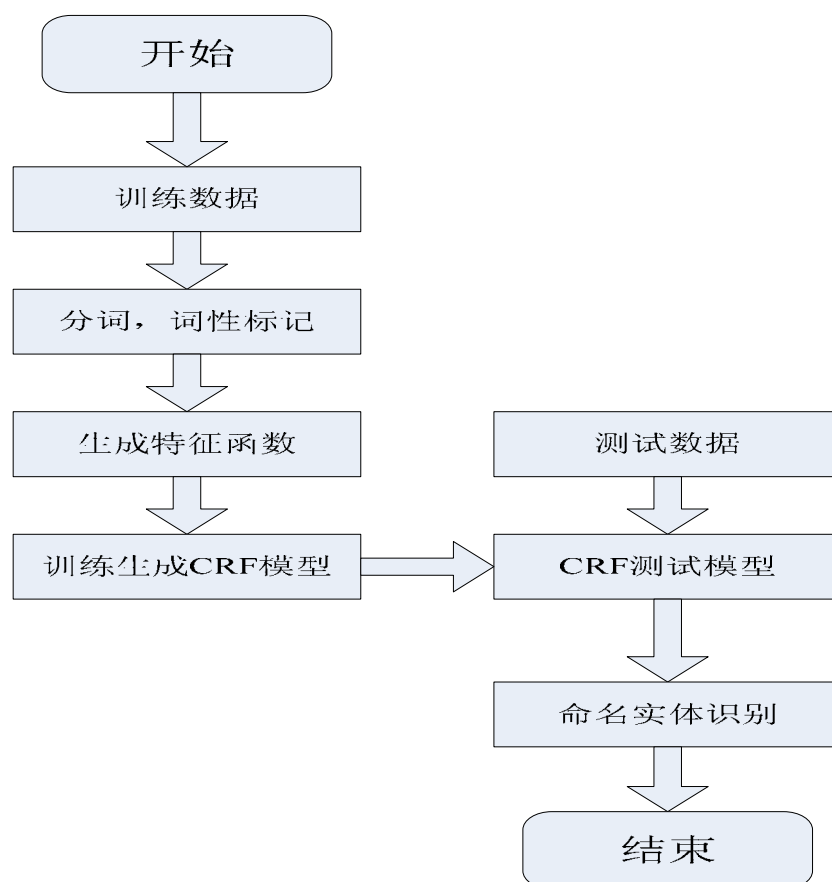 开始
训练数据
分词，词性标记
生成特征函数
训练生成CRF模型
测试数据
CRF测试模型
命名实体识别
结束